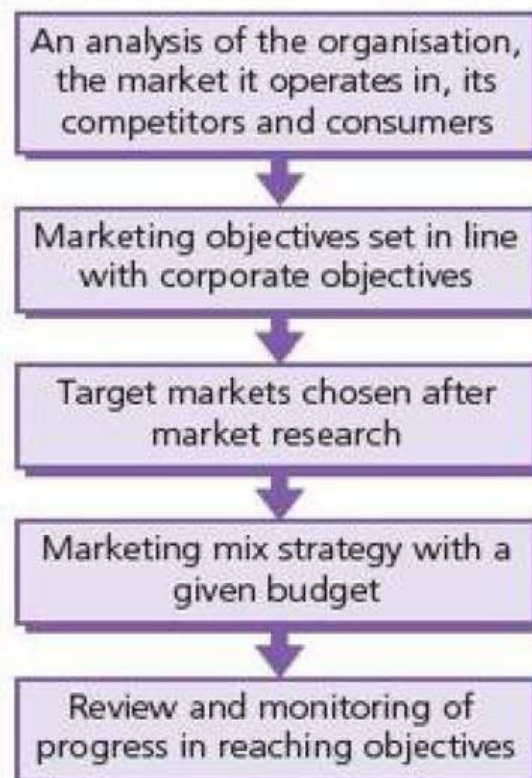 An analysis of the organisation,
the market it operates in, its
competitors and consumers
Marketing objectives set in line
with corporate objectives
Target markets chosen after
market research
Marketing mix strategy with a
given budget
Review and monitoring of
progress in reaching objectives